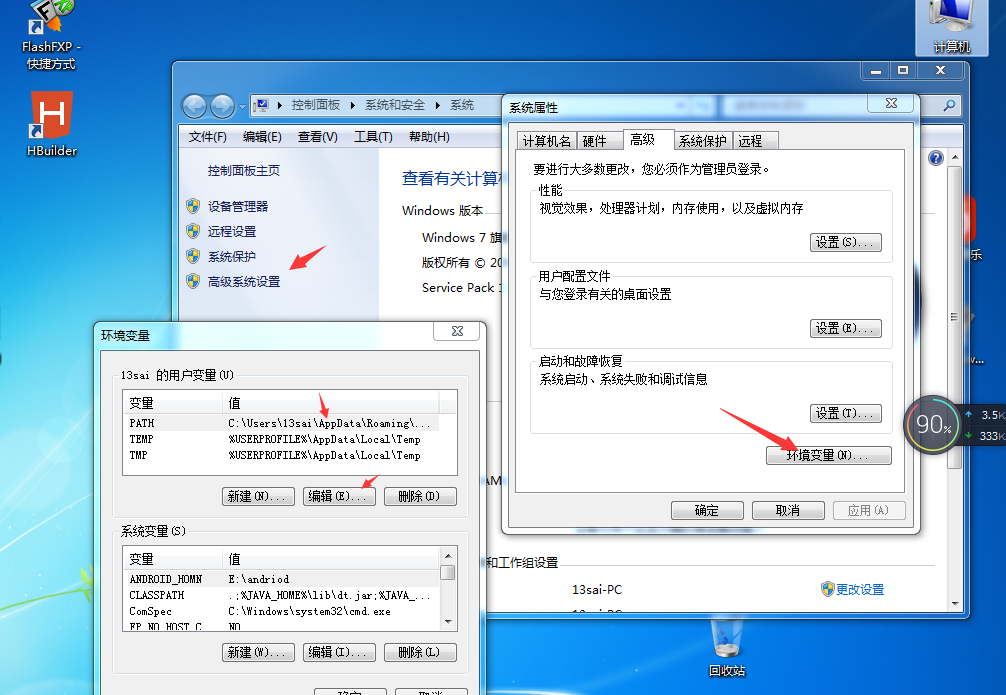 FlashFXP -
快捷方式
HBuilder
计算机
控制面板 系统和安全 系统
文件(F) 编辑(E) 查看(V) 工具(T) 帮助(H)
控制面板主页
设备管理器
远程设置
系统保护
高级系统设置
查看有关计算机
Windows 版本
Windows 7 旗
版权所有 © 20
Service Pack
AM
和工作组设置
13sai-PC
更改设置
13sai-PC
系统属性
计算机名 硬件 高级 系统保护 远程
要进行大多数更改，您必须作为管理员登录。
性能
视觉效果，处理器计划，内存使用，以及虚拟内存
设置(S)...
用户配置文件
与您登录有关的桌面设置
设置(E)...
启动和故障恢复
系统启动、系统失败和调试信息
设置(T)...
环境变量(N)...
确定 取消 应用(A)
环境变量
13sai 的用户变量(U)
变量 值
PATH C:\Users\13sai\AppData\Roaming\...
TEMP %USERPROFILE%\AppData\Local\Temp
TMP %USERPROFILE%\AppData\Local\Temp
新建(N)... 编辑(E)... 删除(D)
系统变量(S)
变量 值
ANDROID_HOMN E:\andriod
CLASSPATH .;%JAVA_HOME%\lib\dt.jar;%JAVA_...
ComSpec C:\Windows\system32\cmd.exe
FP_NO_HOST_C NO
新建(W)... 编辑(I)... 删除(L)
确定 取消
乐
w...
90%
3.5K
333K
回收站